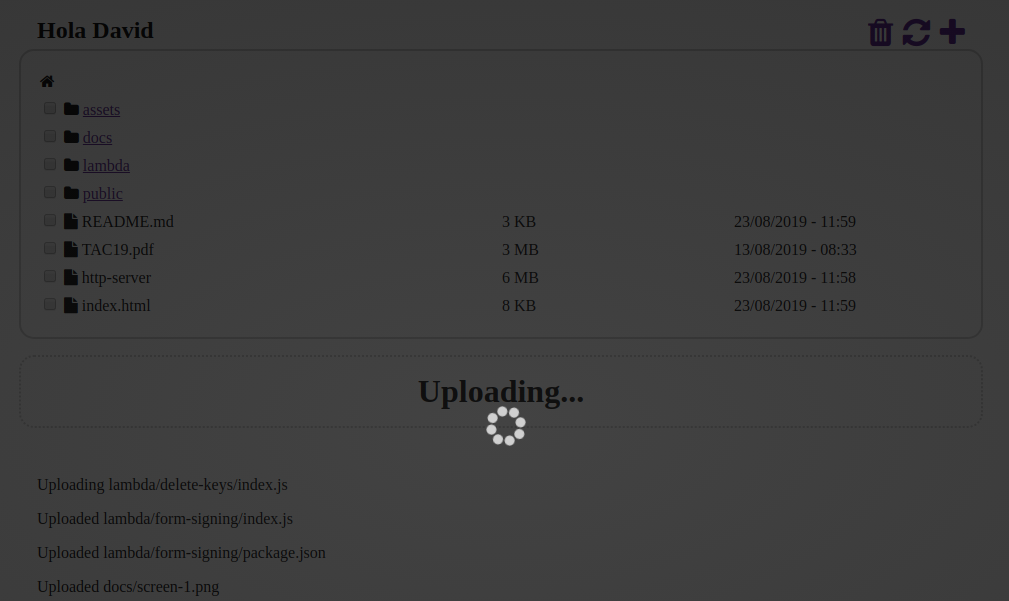 Hola David
assets
docs
lambda
public
README.md 3 KB 23/08/2019 - 11:59
TAC19.pdf 3 MB 13/08/2019 - 08:33
http-server 6 MB 23/08/2019 - 11:58
index.html 8 KB 23/08/2019 - 11:59
Uploading...
Uploading lambda/delete-keys/index.js
Uploaded lambda/form-signing/index.js
Uploaded lambda/form-signing/package.json
Uploaded docs/screen-1.png